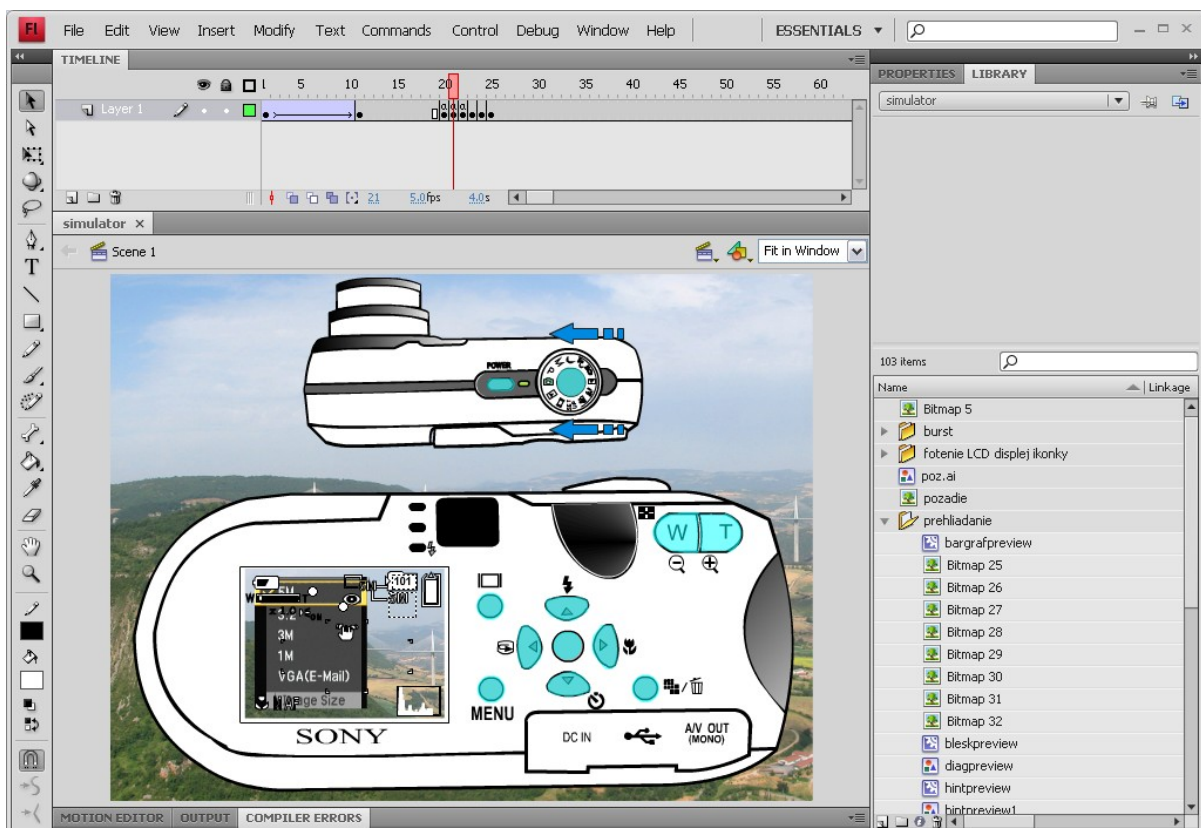 Fl File Edit View Insert Modify Text Commands Control Debug Window Help ESSENTIALS
TIMELINE
5 10 15 20 25 30 35 40 45 50 55 60
Layer 1
21 5.0fps 4.0s
simulator ×
Scene 1
Fit in Window
POWER
W T
101
3M
1M
VGA(E-Mail)
MENU
SONY
DC IN
A/V OUT
(MONO)
MOTION EDITOR OUTPUT COMPILER ERRORS
PROPERTIES LIBRARY
simulator
103 items
Name Linkage
Bitmap 5
burst
fotenie LCD displej ikonky
poz.ai
pozadie
prehliadanie
bargrafpreview
Bitmap 25
Bitmap 26
Bitmap 27
Bitmap 28
Bitmap 29
Bitmap 30
Bitmap 31
Bitmap 32
bleskpreview
diagpreview
hintpreview
hintpreview1